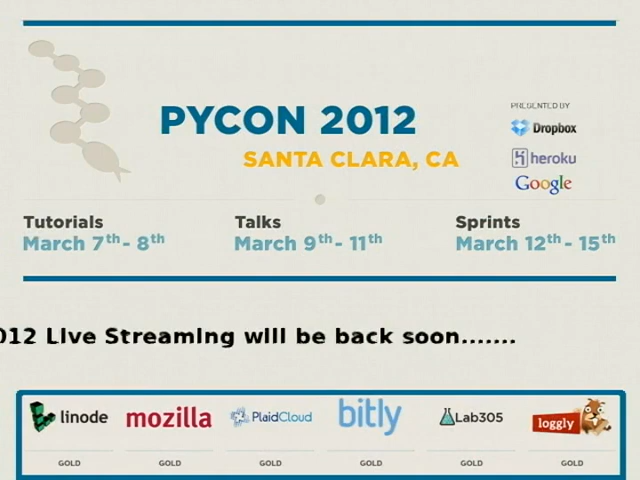 PRESENTED BY
PYCON 2012
Dropbox
SANTA CLARA, CA
heroku
Google
Tutorials Talks Sprints
March 7th - 8th March 9th - 11th March 12th - 15th
012 Live Streaming will be back soon.......
linode mozilla PlaidCloud bitly Lab305 loggly
GOLD GOLD GOLD GOLD GOLD GOLD